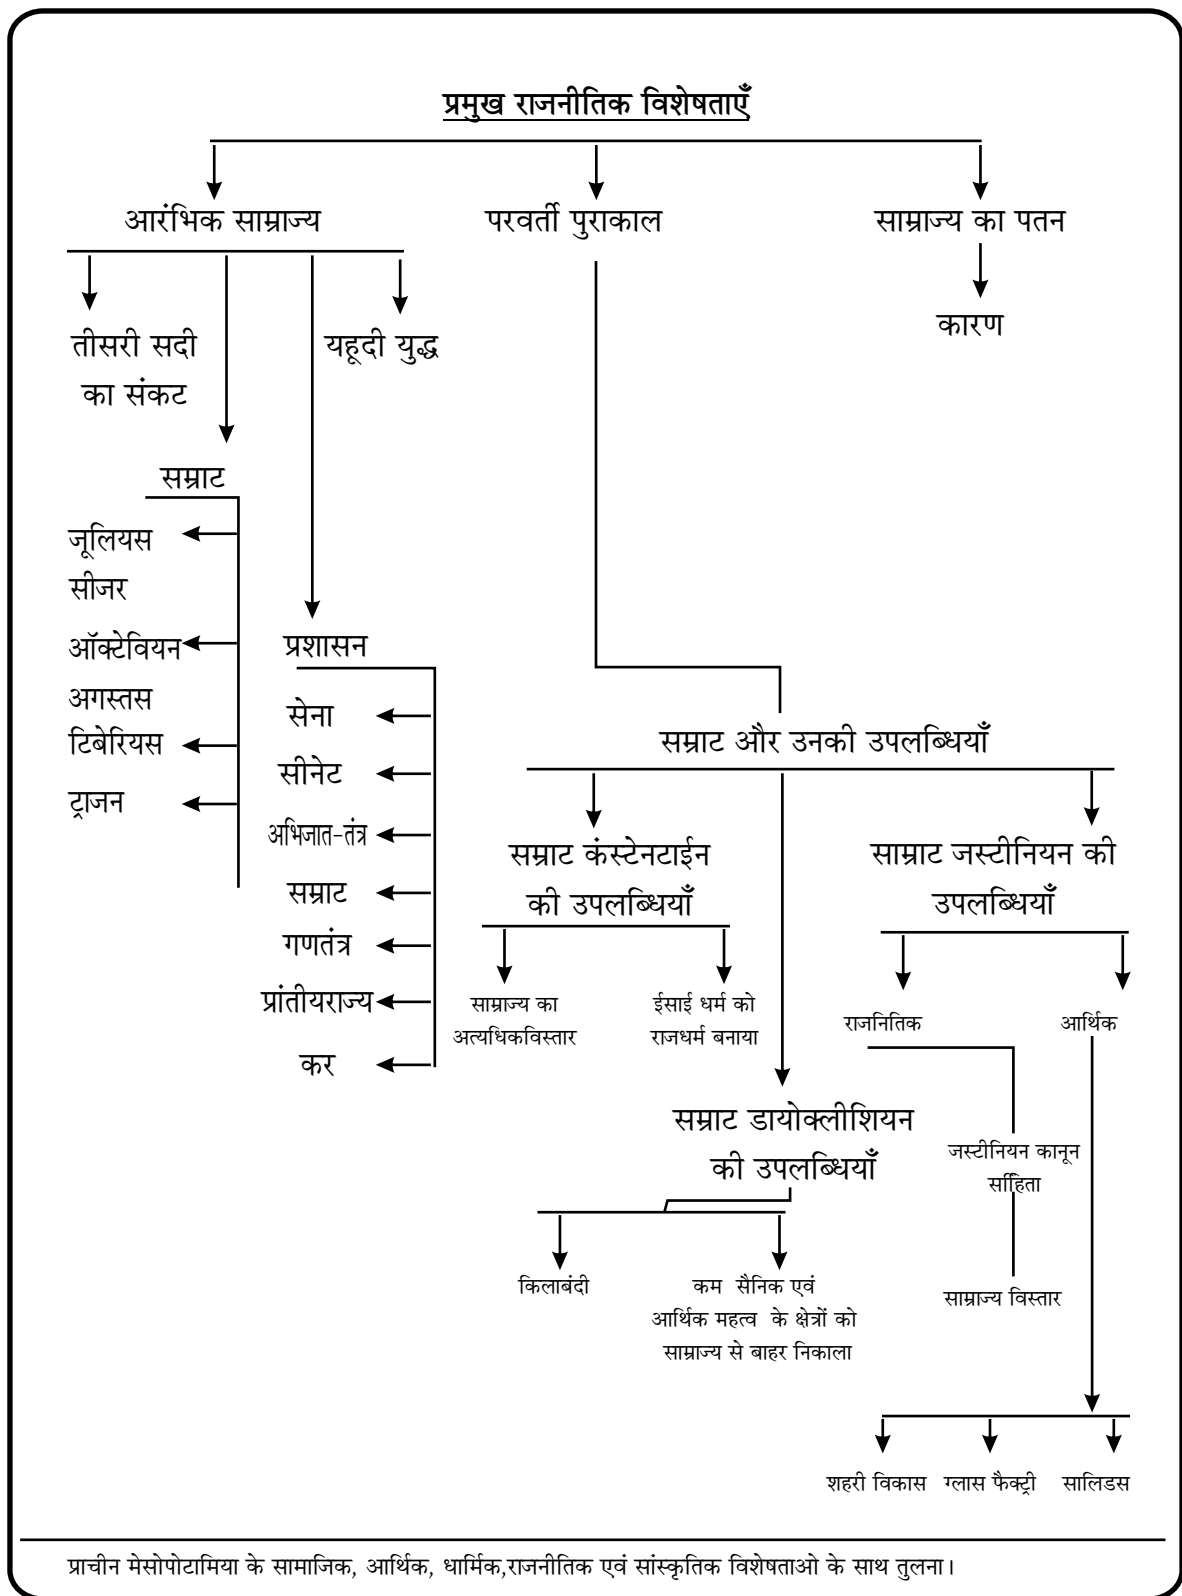 प्रमुख राजनीतिक विशेषताएँ
आरंभिक साम्राज्य
परवर्ती पुराकाल
साम्राज्य का पतन
कारण
तीसरी सदी
का संकट
यहूदी युद्ध
सम्राट
जूलियस
सीजर
ऑक्टेवियन
अगस्तस
टिबेरियस
ट्राजन
प्रशासन
सेना
सीनेट
अभिजात-तंत्र
सम्राट
गणतंत्र
प्रांतीयराज्य
कर
सम्राट और उनकी उपलब्धियाँ
सम्राट कंस्टेनटाईन
की उपलब्धियाँ
साम्राट जस्टीनियन की
उपलब्धियाँ
साम्राज्य का
अत्यधिकविस्तार
ईसाई धर्म को
राजधर्म बनाया
राजनितिक
आर्थिक
सम्राट डायोक्लीशियन
की उपलब्धियाँ
जस्टीनियन कानून
संहिता
किलाबंदी
कम सैनिक एवं
आर्थिक महत्व के क्षेत्रों को
साम्राज्य से बाहर निकाला
साम्राज्य विस्तार
शहरी विकास
ग्लास फैक्ट्री
सालिडस
प्राचीन मेसोपोटामिया के सामाजिक, आर्थिक, धार्मिक,राजनीतिक एवं सांस्कृतिक विशेषताओ के साथ तुलना।